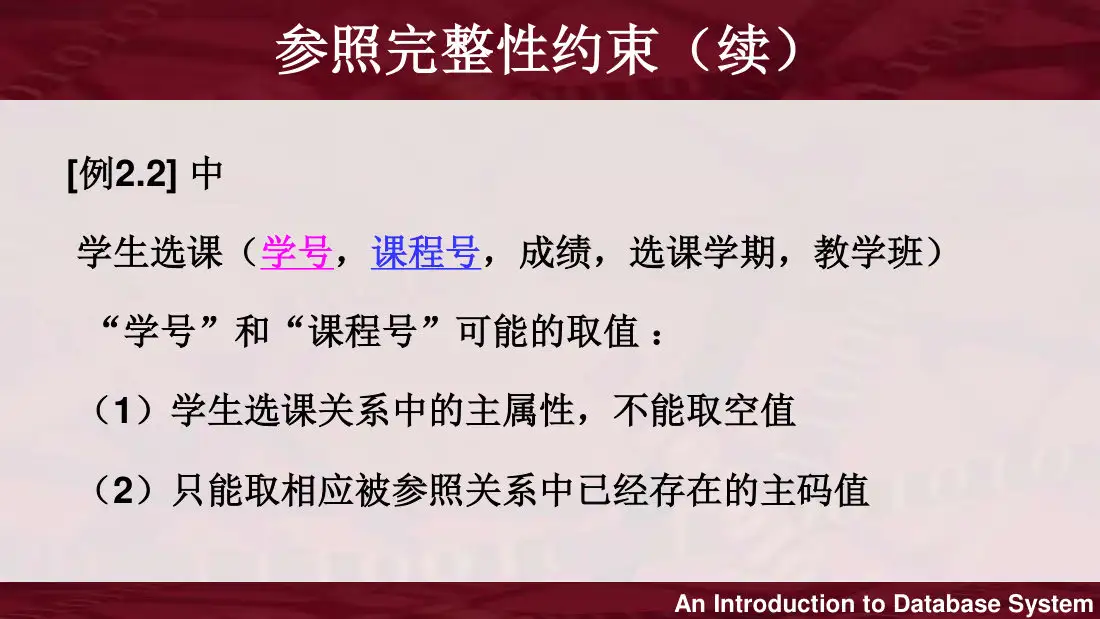 参照完整性约束（续）
[例2.2] 中
学生选课（学号，课程号，成绩，选课学期，教学班）
“学号”和“课程号”可能的取值：
（1）学生选课关系中的主属性，不能取空值
（2）只能取相应被参照关系中已经存在的主码值
An Introduction to Database System